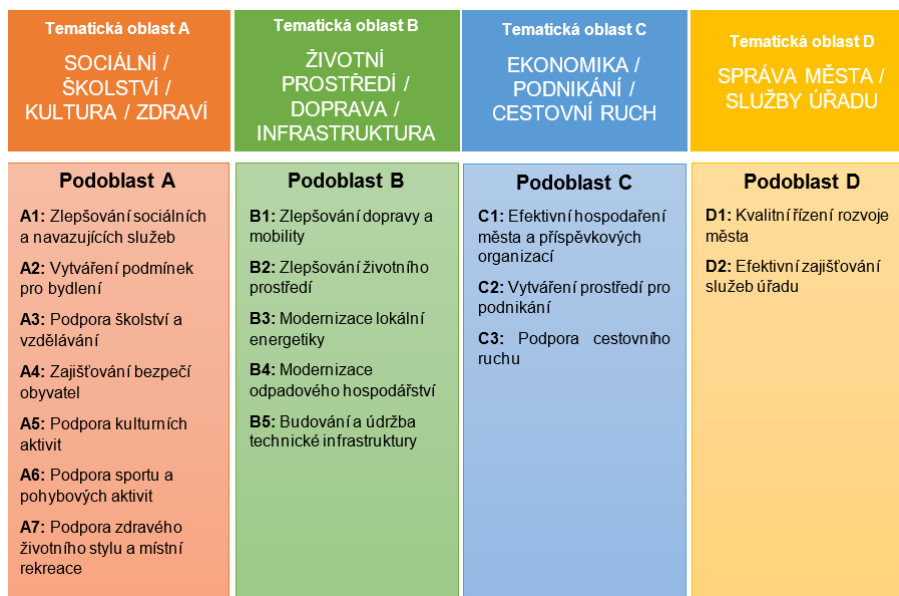 Tematická oblast A
SOCIÁLNÍ /
ŠKOLSTVÍ /
KULTURA / ZDRAVÍ
Tematická oblast B
ŽIVOTNÍ
PROSTŘEDÍ /
DOPRAVA /
INFRASTRUKTURA
Tematická oblast C
EKONOMIKA /
PODNIKÁNÍ /
CESTOVNÍ RUCH
Tematická oblast D
SPRÁVA MĚSTA /
SLUŽBY ÚŘADU
Podoblast A
A1: Zlepšování sociálních
a navazujících služeb
A2: Vytváření podmínek
pro bydlení
A3: Podpora školství a
vzdělávání
A4: Zajišťování bezpečí
obyvatel
A5: Podpora kulturních
aktivit
A6: Podpora sportu a
pohybových aktivit
A7: Podpora zdravého
životního stylu a místní
rekreace
Podoblast B
B1: Zlepšování dopravy a
mobility
B2: Zlepšování životního
prostředí
B3: Modernizace lokální
energetiky
B4: Modernizace
odpadového hospodářství
B5: Budování a údržba
technické infrastruktury
Podoblast C
C1: Efektivní hospodaření
města a příspěvkových
organizací
C2: Vytváření prostředí pro
podnikání
C3: Podpora cestovního
ruchu
Podoblast D
D1: Kvalitní řízení rozvoje
města
D2: Efektivní zajišťování
služeb úřadu